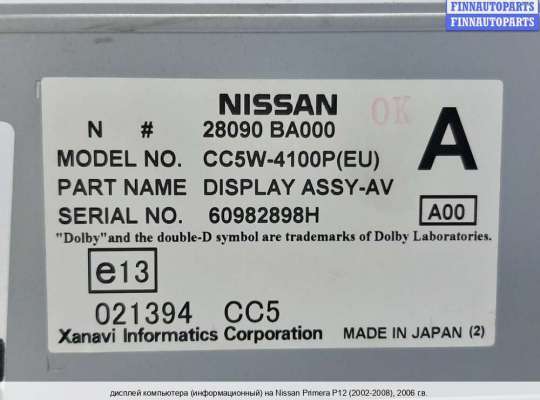 FINNAUTOPARTS
FINNAUTOPARTS
NISSAN
OK
A
N # 28090 BA000
MODEL NO. CC5W-4100P(EU)
PART NAME DISPLAY ASSY-AV
SERIAL NO. 60982898H
A00
"Dolby"and the double-D symbol are trademarks of Dolby Laboratories.
e13
021394 CC5
Xanavi Informatics Corporation MADE IN JAPAN (2)
дисплей компьютера (информационный) на Nissan Primera P12 (2002-2008), 2006 г.в.